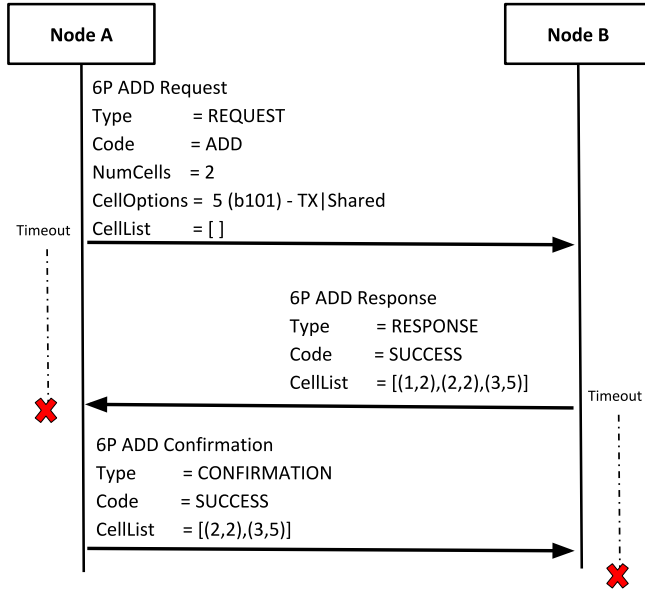 Node A
Node B
6P ADD Request
Type = REQUEST
Code = ADD
NumCells = 2
CellOptions = 5 (b101) - TX|Shared
Timeout
CellList = [ ]
6P ADD Response
Type = RESPONSE
Code = SUCCESS
CellList = [(1,2),(2,2),(3,5)]
Timeout
6P ADD Confirmation
Type = CONFIRMATION
Code = SUCCESS
CellList = [(2,2),(3,5)]